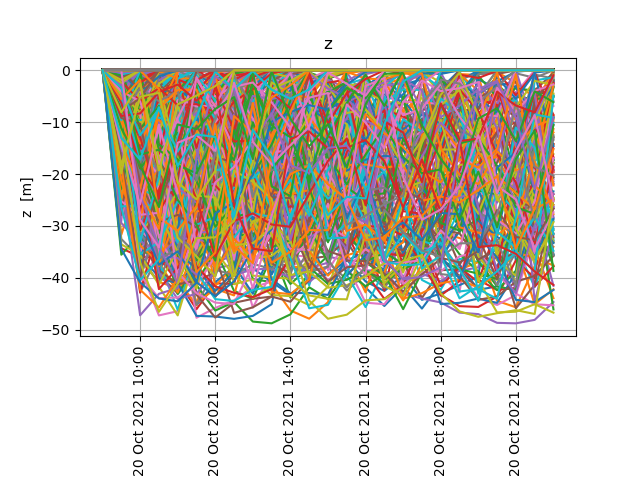 z
0
−10
−20
−30
−40
−50
z [m]
20 Oct 2021 10:00
20 Oct 2021 12:00
20 Oct 2021 14:00
20 Oct 2021 16:00
20 Oct 2021 18:00
20 Oct 2021 20:00